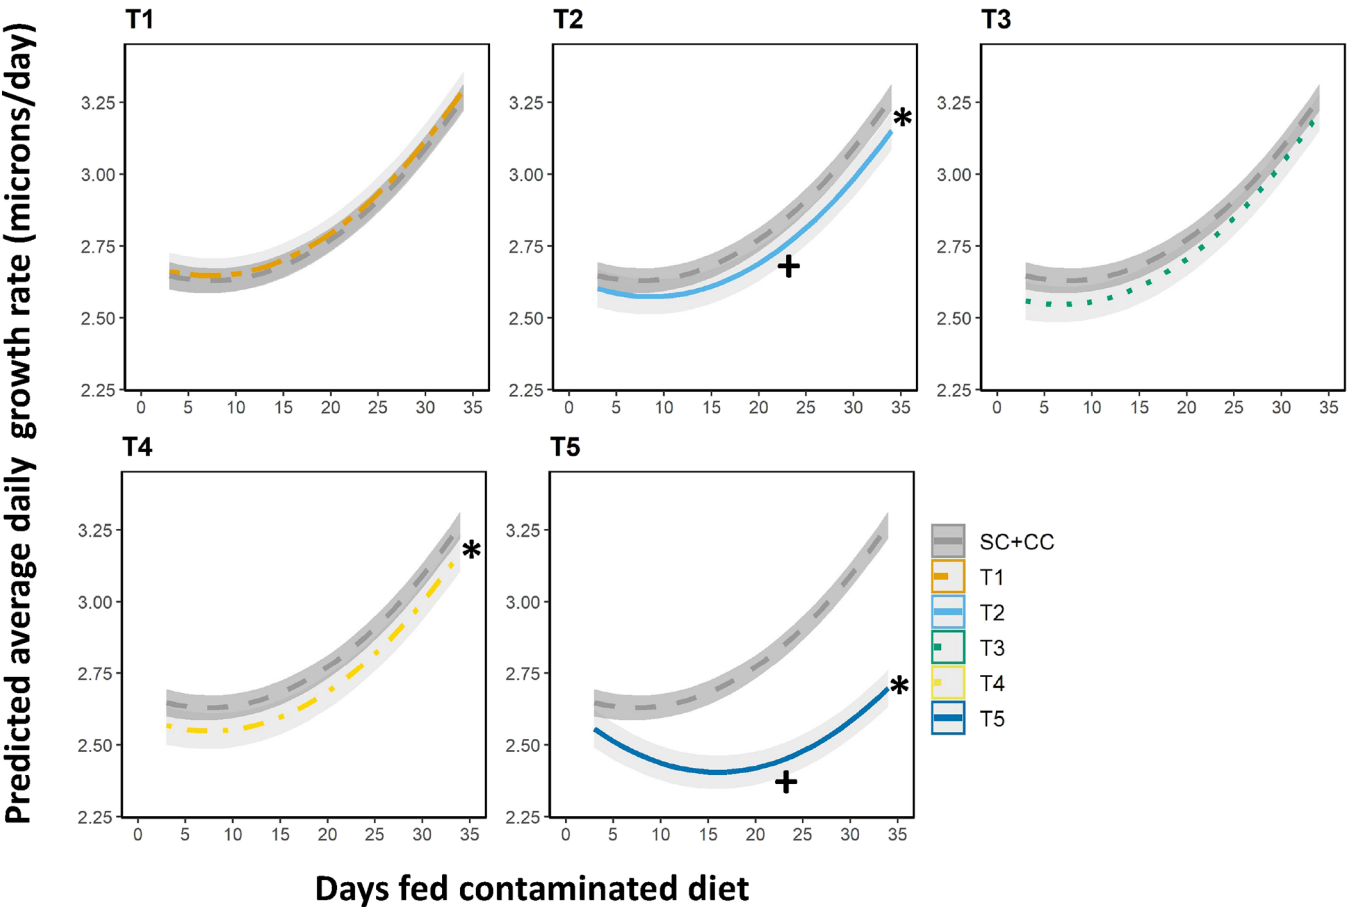 Predicted average daily growth rate (microns/day)
T1
3.25
3.00
2.75
2.50
2.25
0 5 10 15 20 25 30 35
T2
3.25
3.00
2.75
2.50
2.25
*
+
0 5 10 15 20 25 30 35
T3
3.25
3.00
2.75
2.50
2.25
0 5 10 15 20 25 30 35
T4
3.25
3.00
2.75
2.50
2.25
*
0 5 10 15 20 25 30 35
T5
3.25
3.00
2.75
2.50
2.25
*
+
0 5 10 15 20 25 30 35
SC+CC
T1
T2
T3
T4
T5
Days fed contaminated diet